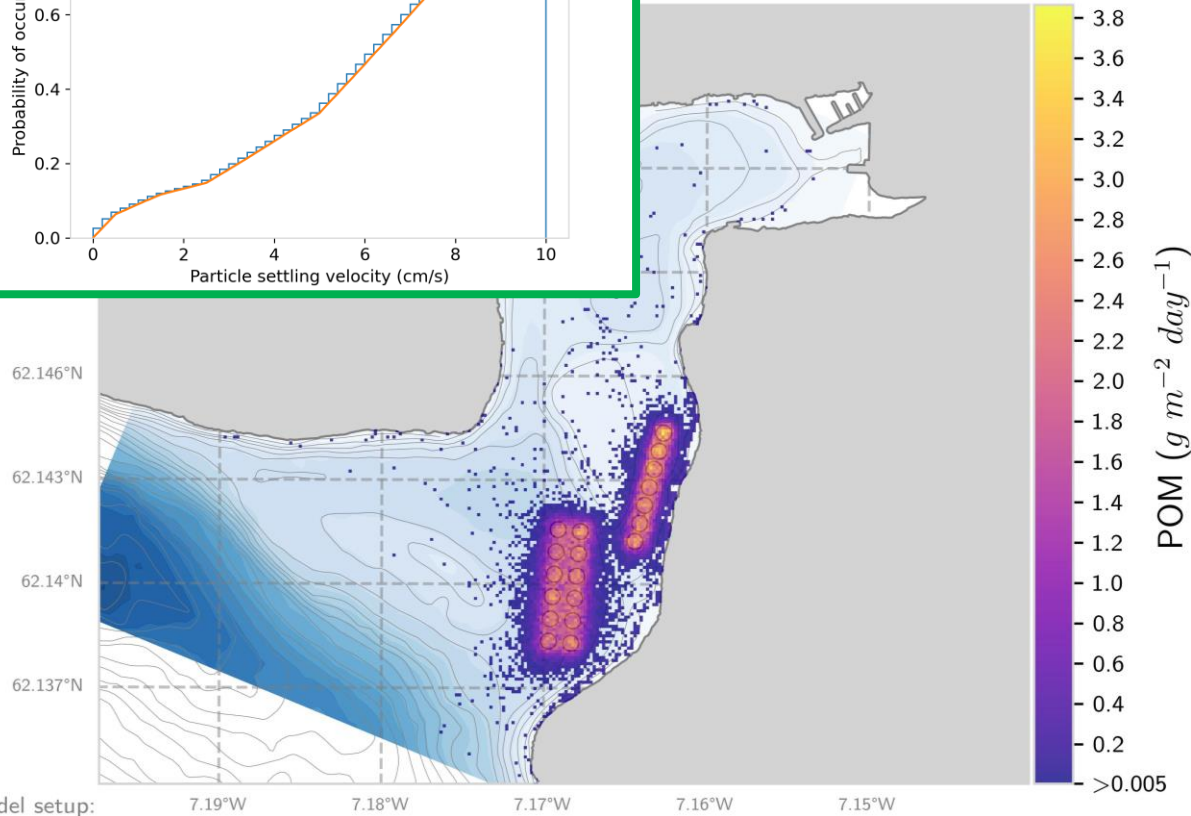 Probability of occu
0.6
0.4
0.2
0.0
0
2
4
6
8
10
Particle settling velocity (cm/s)
62.146°N
62.143°N
62.14°N
62.137°N
del setup:
7.19°W
7.18°W
7.17°W
7.16°W
7.15°W
3.8
3.6
3.4
3.2
3.0
2.8
2.6
2.4
2.2
2.0
1.8
1.6
1.4
1.2
1.0
0.8
0.6
0.4
0.2
>0.005
POM (g m⁻² day⁻¹)